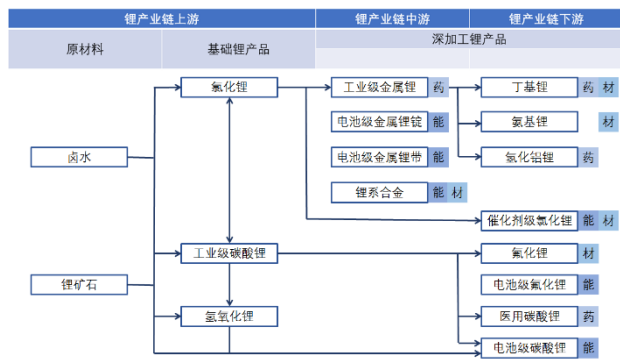 锂产业链上游 锂产业链中游 锂产业链下游
原材料 基础锂产品 深加工锂产品
氯化锂 工业级金属锂 药 丁基锂 药 材
电池级金属锂锭 能 氨基锂 材
卤水 电池级金属锂带 能 氢化铝锂 药
锂系合金 能 材
催化剂级氯化锂 能 材
工业级碳酸锂 氟化锂 材
锂矿石 电池级氟化锂 能
氢氧化锂 医用碳酸锂 药
电池级碳酸锂 能